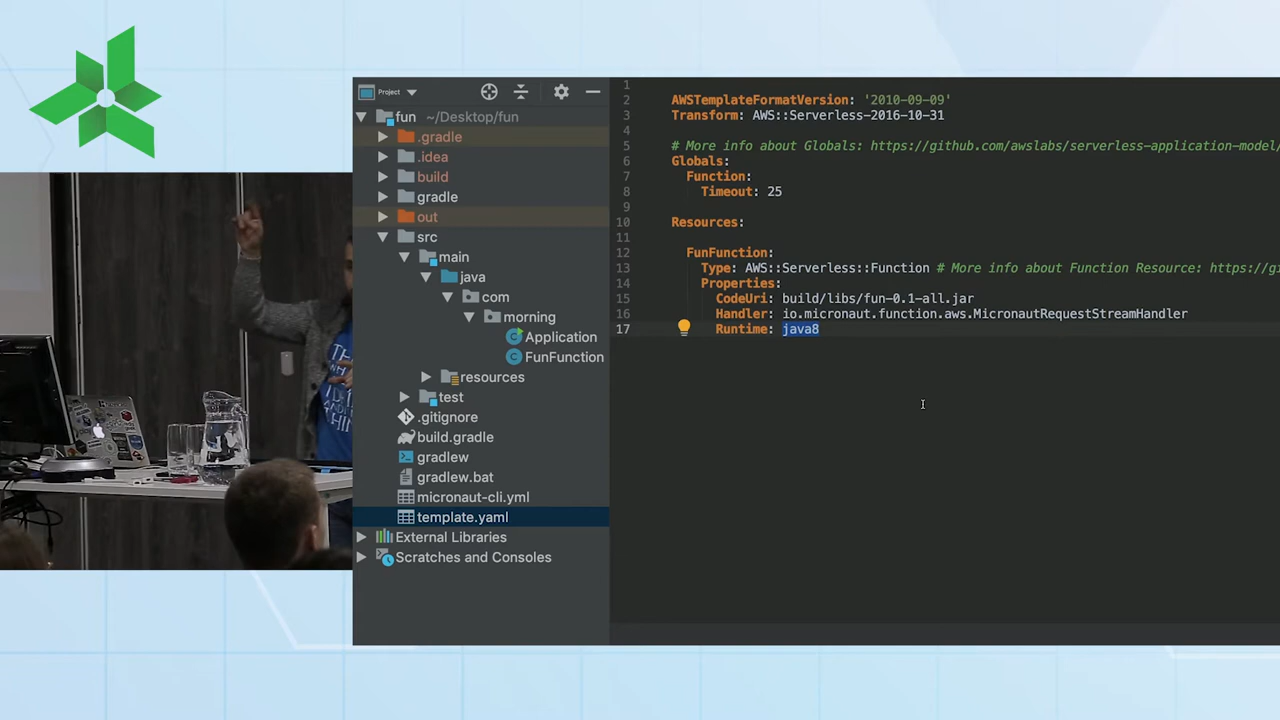 Project
fun ~/Desktop/fun
.gradle
.idea
build
gradle
out
src
main
java
com
morning
Application
FunFunction
resources
test
.gitignore
build.gradle
gradlew
gradlew.bat
micronaut-cli.yml
template.yaml
External Libraries
Scratches and Consoles
1
2 AWSTemplateFormatVersion: '2010-09-09'
3 Transform: AWS::Serverless-2016-10-31
4
5 # More info about Globals: https://github.com/awslabs/serverless-application-model/
6 Globals:
7 Function:
8 Timeout: 25
9
10 Resources:
11
12 FunFunction:
13 Type: AWS::Serverless::Function # More info about Function Resource: https://gi
14 Properties:
15 CodeUri: build/libs/fun-0.1-all.jar
16 Handler: io.micronaut.function.aws.MicronautRequestStreamHandler
17 Runtime: java8